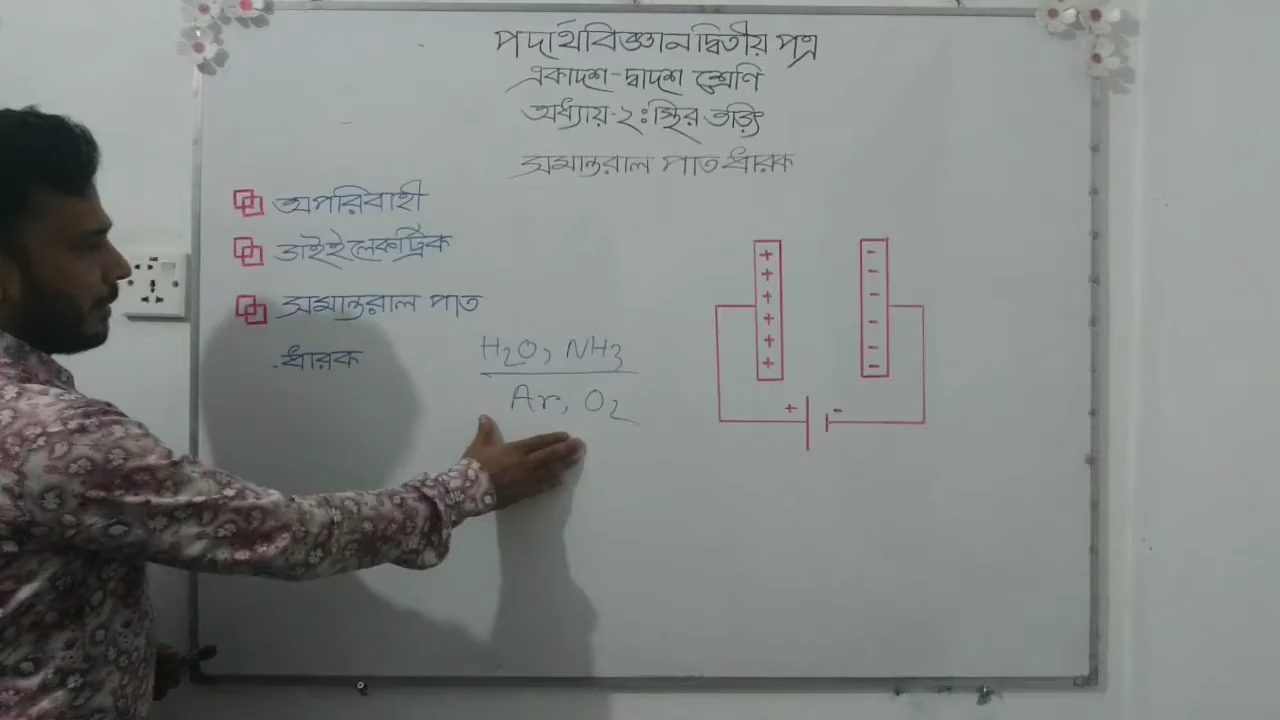 পদার্থবিজ্ঞান দ্বিতীয় পত্র
একাদশ-দ্বাদশ শ্রেণি
অধ্যায়-২ঃ স্থির তড়িৎ
সমান্তরাল পাত ধারক
অপরিবাহী
ডাইইলেকট্রিক
সমান্তরাল পাত
ধারক
H2O, NH3
Ar, O2
+ -
+ -
+ -
+ -
+ -
+ -
+ -